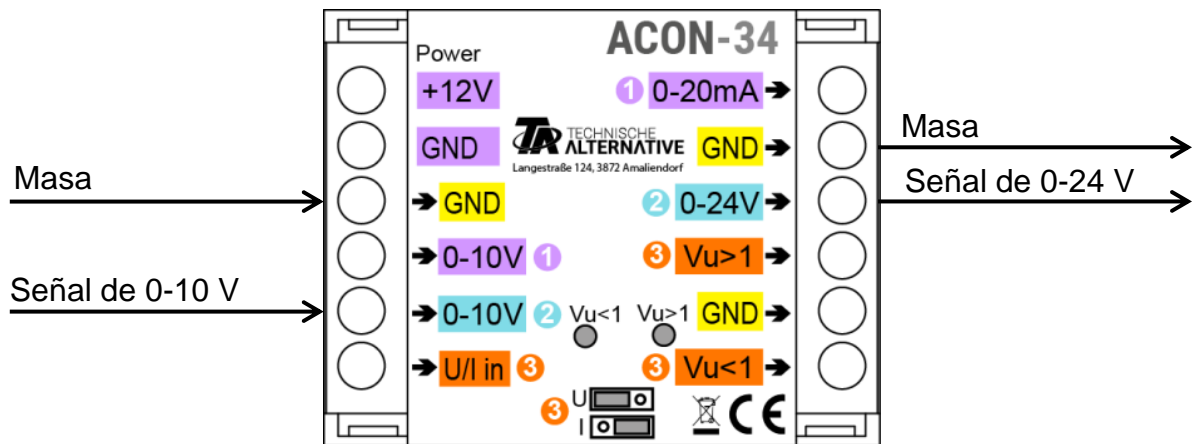 ACON-34
Power
+12V
1 0-20mA
GND
TA TECHNISCHE ALTERNATIVE
Langestraße 124, 3872 Amaliendorf
GND
Masa
Masa
GND
2 0-24V
Señal de 0-24 V
0-10V 1
3 Vu>1
Señal de 0-10 V
0-10V 2
Vu<1
Vu>1
GND
U/I in 3
3 Vu<1
3
U
I
CE